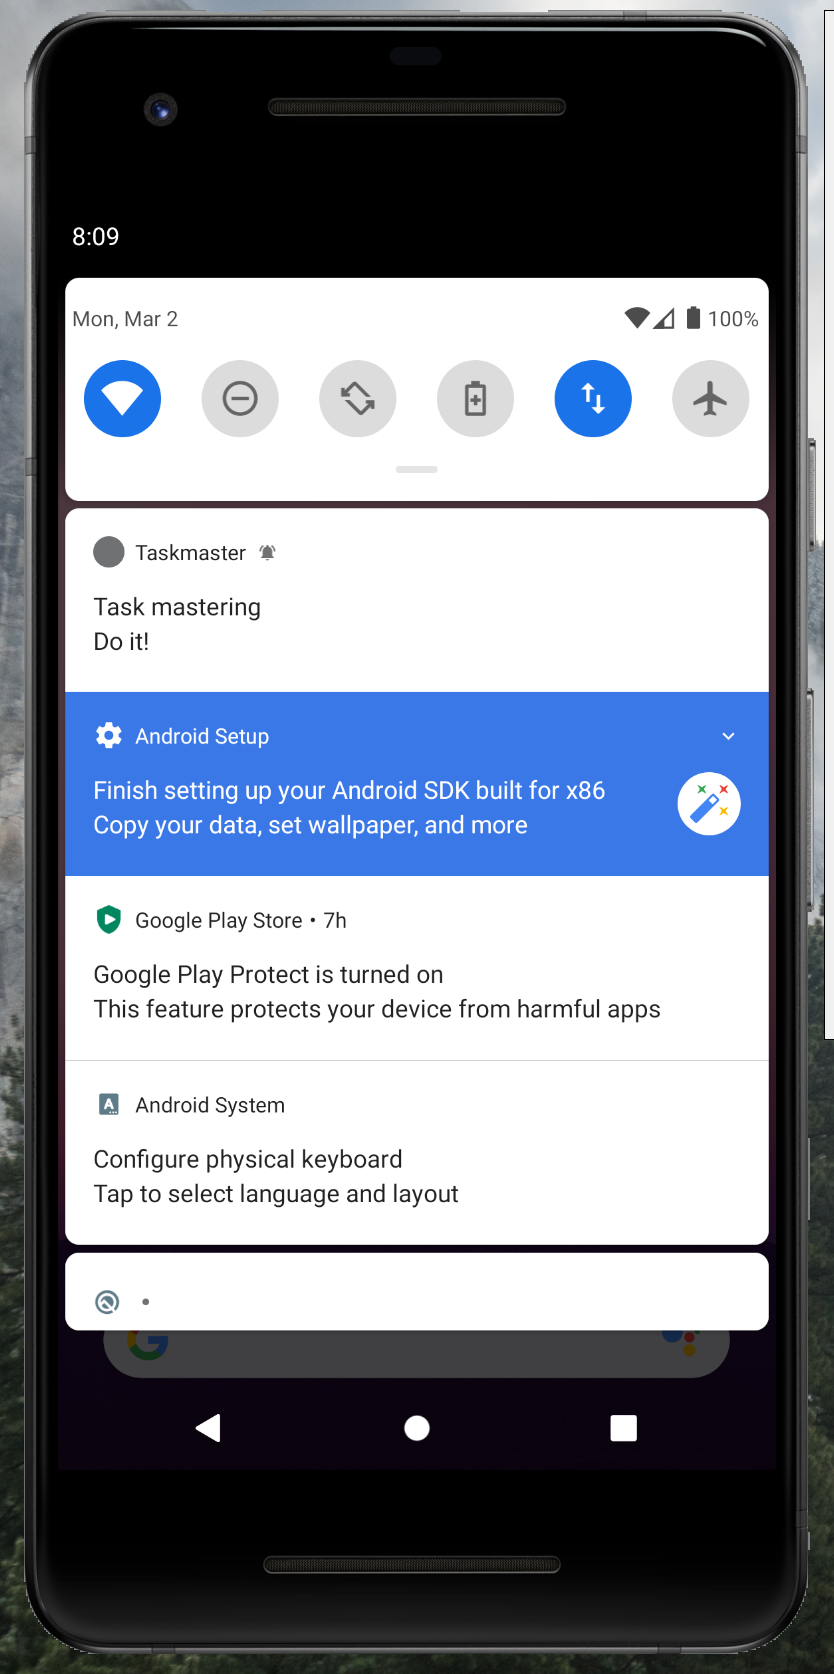 8:09
Mon, Mar 2 100%
Taskmaster
Task mastering
Do it!
Android Setup
Finish setting up your Android SDK built for x86
Copy your data, set wallpaper, and more
Google Play Store • 7h
Google Play Protect is turned on
This feature protects your device from harmful apps
Android System
Configure physical keyboard
Tap to select language and layout